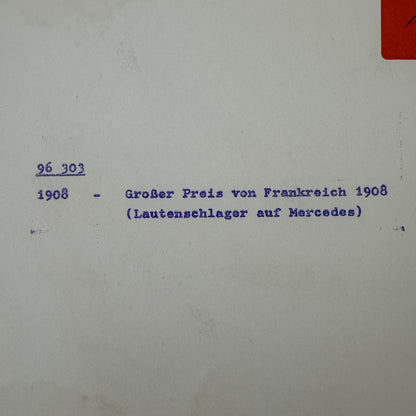 96 303
1908 - Großer Preis von Frankreich 1908
(Lautenschlager auf Mercedes)